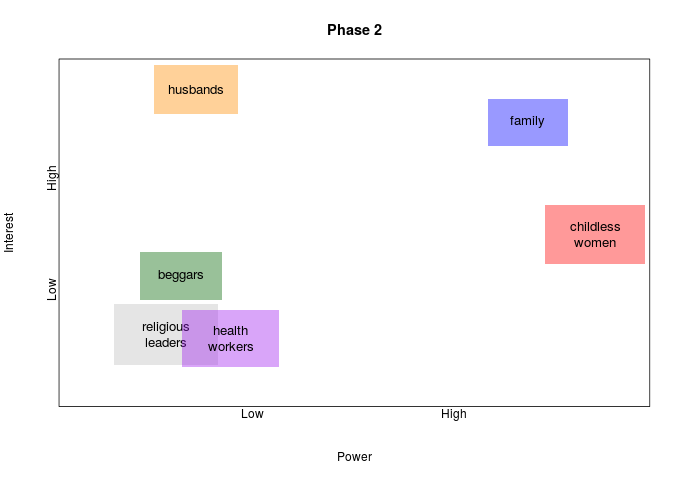 Phase 2
husbands
family
High
childless
women
Interest
beggars
Low
religious
leaders
health
workers
Low
High
Power